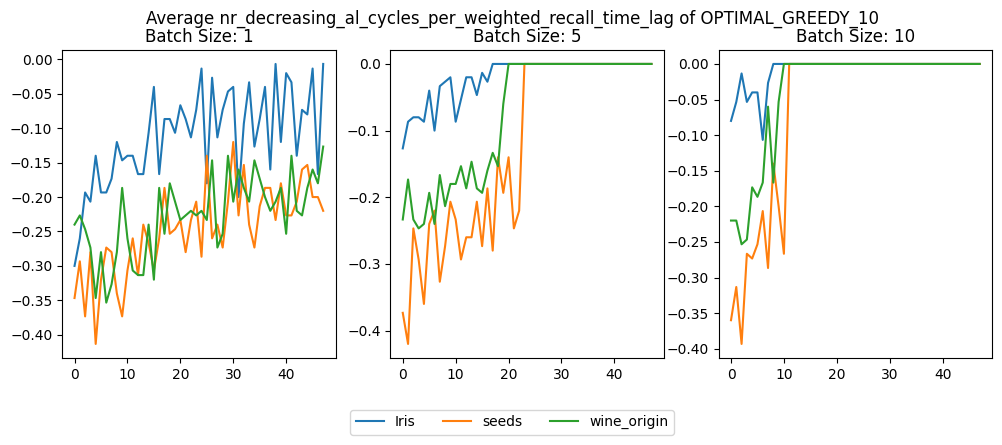 Average nr_decreasing_al_cycles_per_weighted_recall_time_lag of OPTIMAL_GREEDY_10
Batch Size: 1
0.00
−0.05
−0.10
−0.15
−0.20
−0.25
−0.30
−0.35
−0.40
0 10 20 30 40
Batch Size: 5
0.0
−0.1
−0.2
−0.3
−0.4
0 10 20 30 40
Batch Size: 10
0.00
−0.05
−0.10
−0.15
−0.20
−0.25
−0.30
−0.35
−0.40
0 10 20 30 40
Iris seeds wine_origin